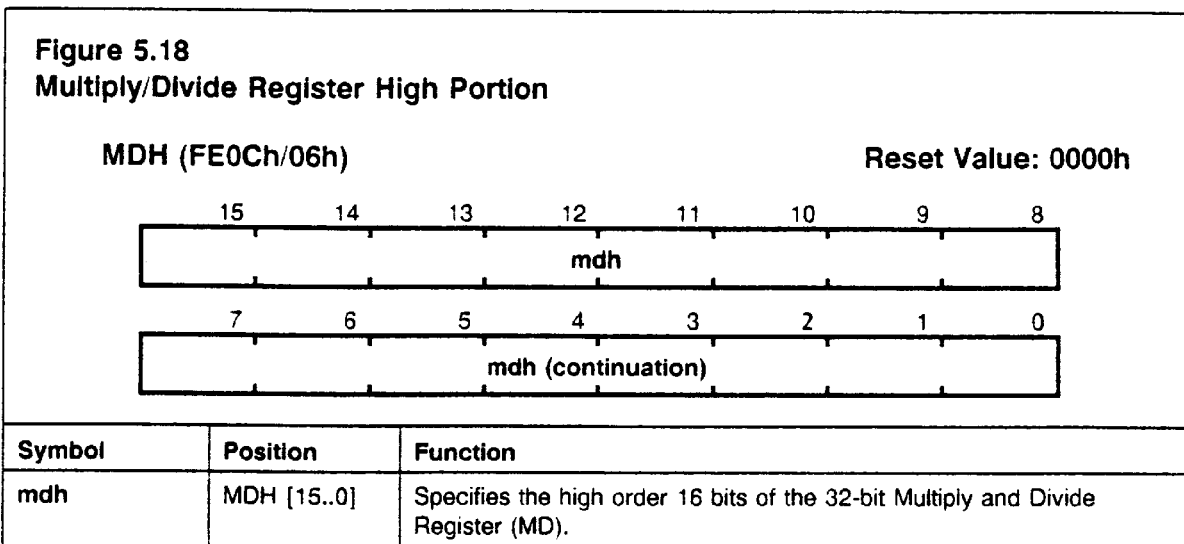 Figure 5.18
Multiply/Divide Register High Portion
MDH (FE0Ch/06h) Reset Value: 0000h
15 14 13 12 11 10 9 8
mdh
7 6 5 4 3 2 1 0
mdh (continuation)
Symbol Position Function
mdh MDH [15..0] Specifies the high order 16 bits of the 32-bit Multiply and Divide
Register (MD).